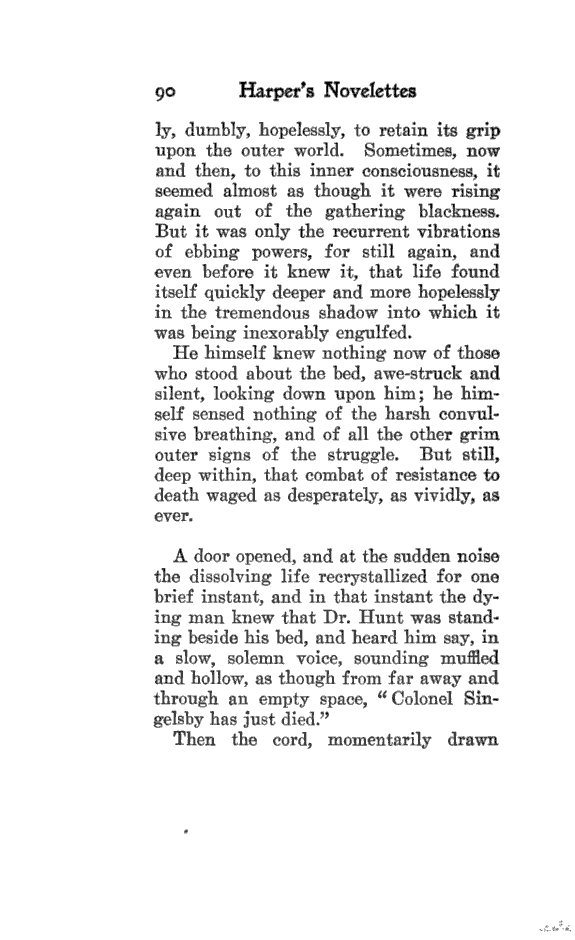 90 Harper's Novelettes
ly, dumbly, hopelessly, to retain its grip
upon the outer world. Sometimes, now
and then, to this inner consciousness, it
seemed almost as though it were rising
again out of the gathering blackness.
But it was only the recurrent vibrations
of ebbing powers, for still again, and
even before it knew it, that life found
itself quickly deeper and more hopelessly
in the tremendous shadow into which it
was being inexorably engulfed.
He himself knew nothing now of those
who stood about the bed, awe-struck and
silent, looking down upon him; he him-
self sensed nothing of the harsh convul-
sive breathing, and of all the other grim
outer signs of the struggle. But still,
deep within, that combat of resistance to
death waged as desperately, as vividly, as
ever.
A door opened, and at the sudden noise
the dissolving life recrystallized for one
brief instant, and in that instant the dy-
ing man knew that Dr. Hunt was stand-
ing beside his bed, and heard him say, in
a slow, solemn voice, sounding muffled
and hollow, as though from far away and
through an empty space, “ Colonel Sin-
gelsby has just died.”
Then the cord, momentarily drawn